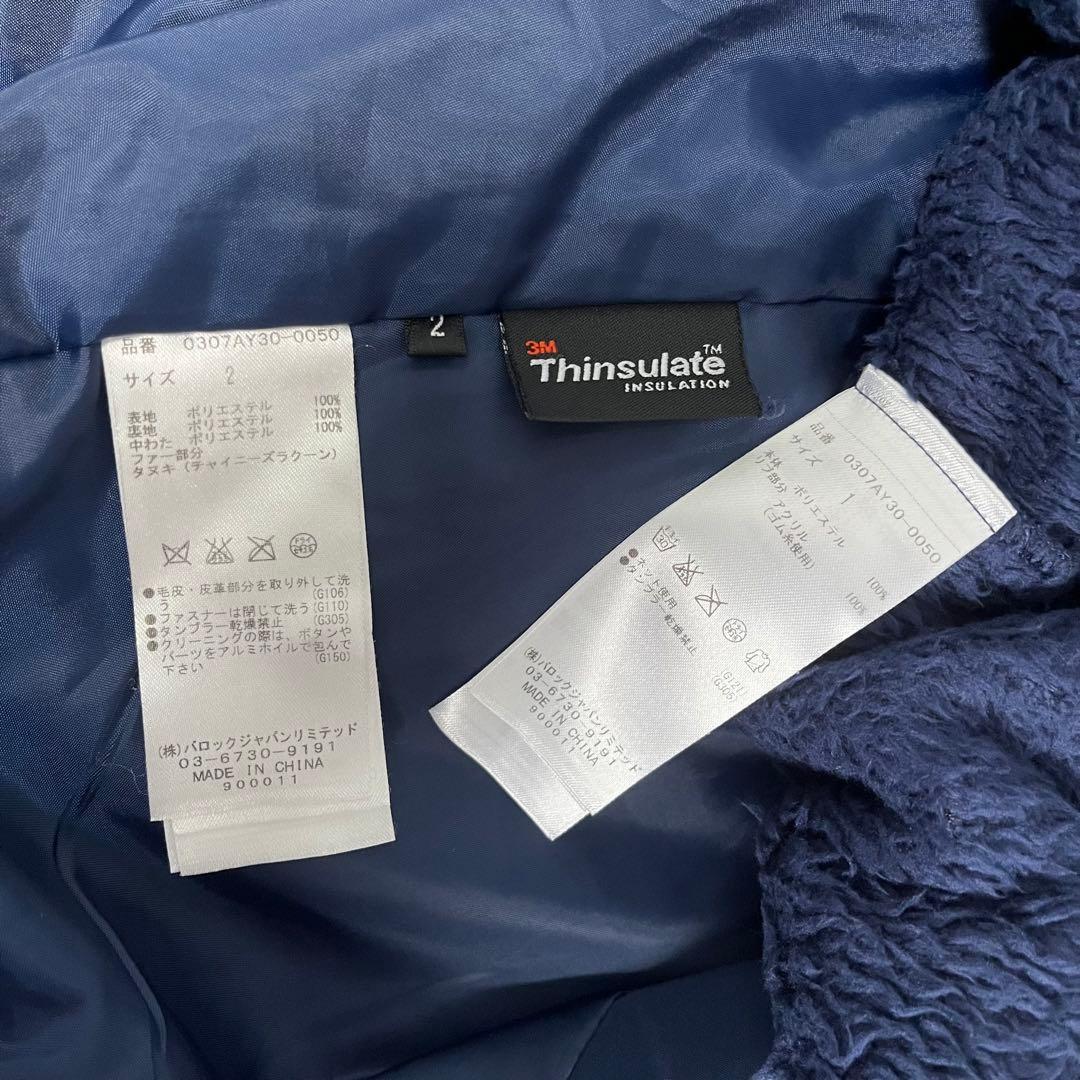 品番 0307AY30-0050
サイズ 2
表地 ポリエステル 100%
裏地 ポリエステル 100%
中わた ポリエステル 100%
ファー部分
タヌキ (チャイニーズラクーン)
ドライ
●毛皮・皮革部分を取り外して洗
う (G106)
●ファスナーは閉じて洗う(G110)
●タンブラー乾燥禁止 (G305)
●クリーニングの際は、ボタンや
パーツをアルミホイルで包んで
下さい (G150)
(株)バロックジャパンリミテッド
03-6730-9191
MADE IN CHINA
900011
2
3M
Thinsulate™
INSULATION
品番 0307AY30-0050
サイズ 1
本体 ポリエステル 100%
リブ部分 アクリル 100%
(ゴム糸使用)
30
●ネット使用 (G121)
●タンブラー乾燥禁止 (G305)
(株)バロックジャパンリミテッド
03-6730-9191
MADE IN CHINA
900011